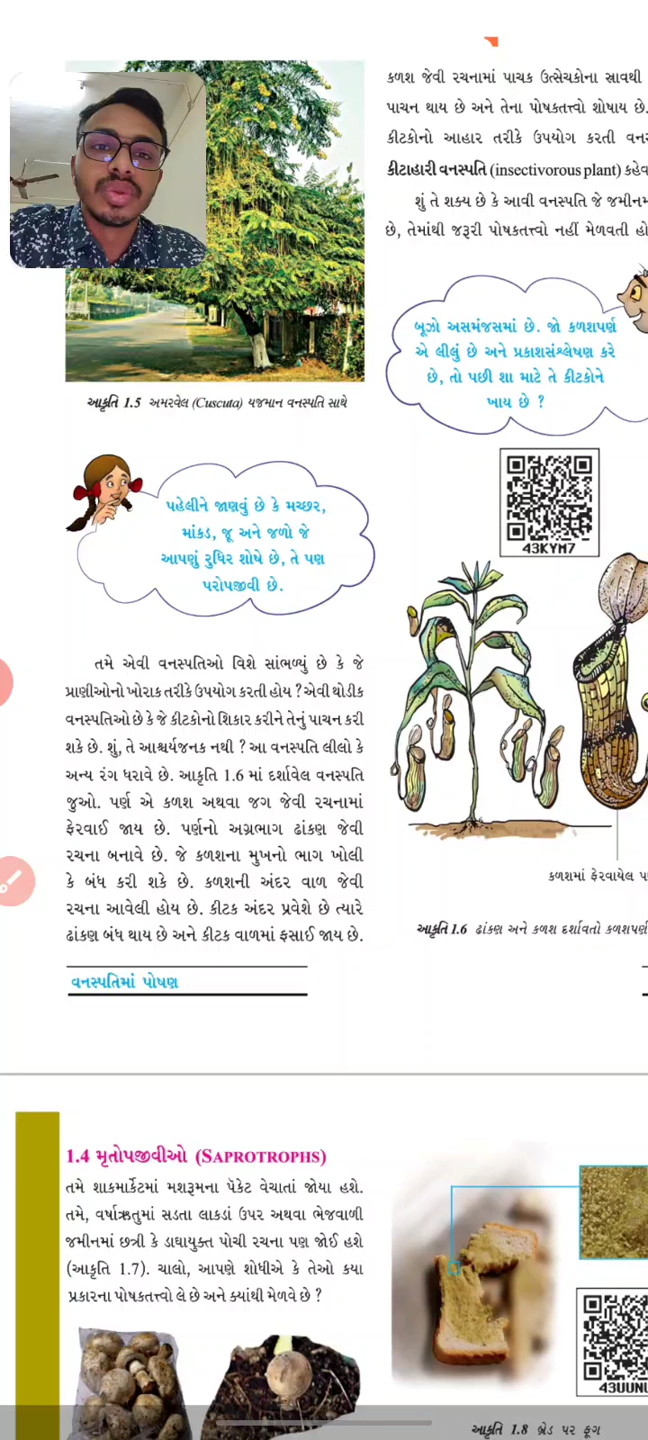 આકૃતિ 1.5 અમરવેલ (Cuscuta) યજમાન વનસ્પતિ સાથે
પહેલીને જાણવું છે કે મચ્છર,
માંકડ, જૂ અને જળો જે
આપણું રુધિર શોષે છે, તે પણ
પરોપજીવી છે.
તમે એવી વનસ્પતિઓ વિશે સાંભળ્યું છે કે જે
પ્રાણીઓનો ખોરાક તરીકે ઉપયોગ કરતી હોય ? એવી થોડીક
વનસ્પતિઓ છે કે જે કીટકોનો શિકાર કરીને તેનું પાચન કરી
શકે છે. શું, તે આશ્ચર્યજનક નથી ? આ વનસ્પતિ લીલો કે
અન્ય રંગ ધરાવે છે. આકૃતિ 1.6 માં દર્શાવેલ વનસ્પતિ
જુઓ. પર્ણ એ કળશ અથવા જગ જેવી રચનામાં
ફેરવાઈ જાય છે. પર્ણનો અગ્રભાગ ઢાંકણ જેવી
રચના બનાવે છે. જે કળશના મુખનો ભાગ ખોલી
કે બંધ કરી શકે છે. કળશની અંદર વાળ જેવી
રચના આવેલી હોય છે. કીટક અંદર પ્રવેશે છે ત્યારે
ઢાંકણ બંધ થાય છે અને કીટક વાળમાં ફસાઈ જાય છે.
કળશ જેવી રચનામાં પાચક ઉત્સેચકોના સ્રાવથી
પાચન થાય છે અને તેના પોષકતત્ત્વો શોષાય છે.
કીટકોનો આહાર તરીકે ઉપયોગ કરતી વનસ
કીટાહારી વનસ્પતિ (insectivorous plant) કહેવ
શું તે શક્ય છે કે આવી વનસ્પતિ જે જમીનમ
છે, તેમાંથી જરૂરી પોષકતત્ત્વો નહીં મેળવતી હો
બૂઝો અસમંજસમાં છે. જો કળશપર્ણ
એ લીલું છે અને પ્રકાશસંશ્લેષણ કરે
છે, તો પછી શા માટે તે કીટકોને
ખાય છે ?
43KYM7
કળશમાં ફેરવાયેલ પ
આકૃતિ 1.6 ઢાંકણ અને કળશ દર્શાવતો કળશપર્ણ
વનસ્પતિમાં પોષણ
1.4 મૃતોપજીવીઓ (SAPROTROPHS)
તમે શાકમાર્કેટમાં મશરૂમના પૅકેટ વેચાતાં જોયા હશે.
તમે, વર્ષાઋતુમાં સડતા લાકડાં ઉપર અથવા ભેજવાળી
જમીનમાં છત્રી કે ડાઘાયુક્ત પોચી રચના પણ જોઈ હશે
(આકૃતિ 1.7). ચાલો, આપણે શોધીએ કે તેઓ કયા
પ્રકારના પોષકતત્ત્વો લે છે અને ક્યાંથી મેળવે છે ?
43UUNU
આકૃતિ 1.8 બ્રેડ પર ફૂગ